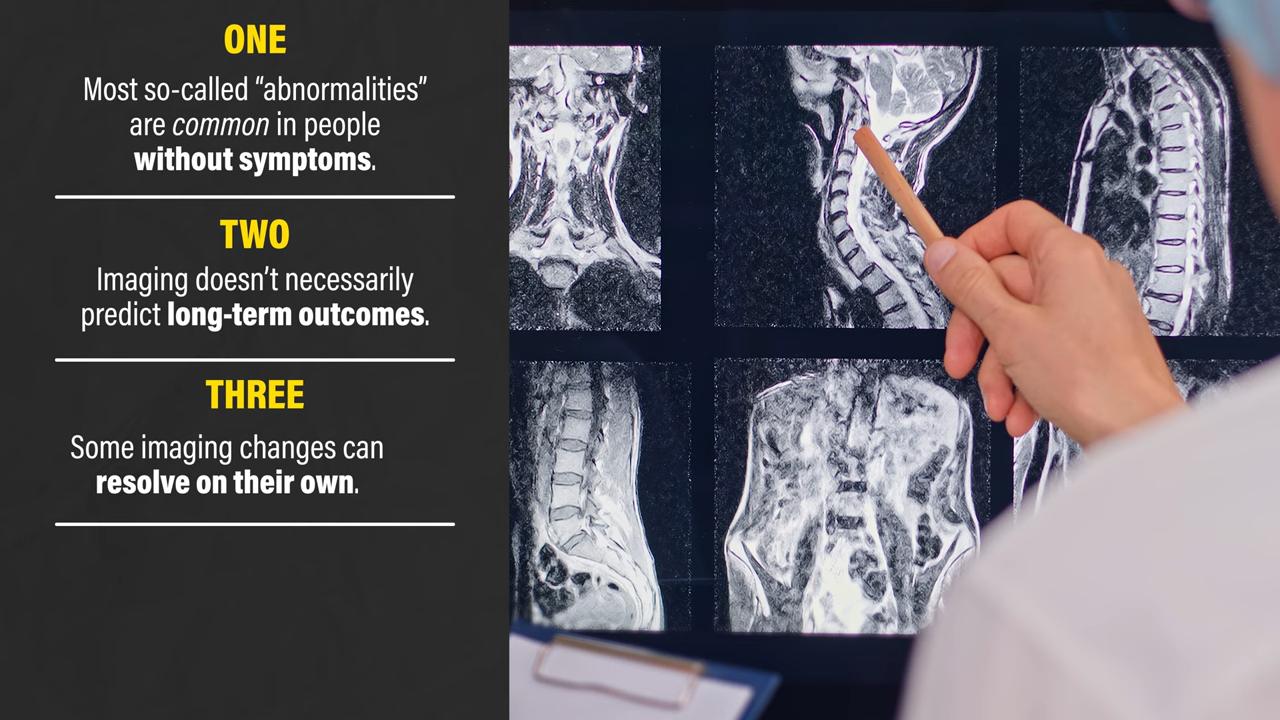 ONE
Most so-called “abnormalities”
are common in people
without symptoms.
TWO
Imaging doesn’t necessarily
predict long-term outcomes.
THREE
Some imaging changes can
resolve on their own.